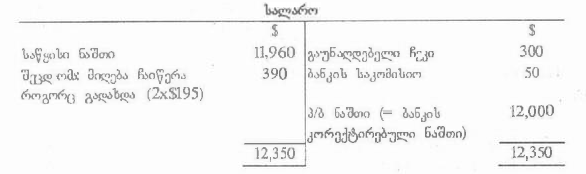 სალარო
$ $
საწყისი ნაშთი 11,960 გაუნაღდებელი ჩეკი 300
შეცდომა: მიღება ჩაიწერა 390 ბანკის საკომისიო 50
როგორც გადახდა (2x$195)
პ/ბ ნაშთი (= ბანკის 12,000
კორექტირებული ნაშთი)
12,350 12,350